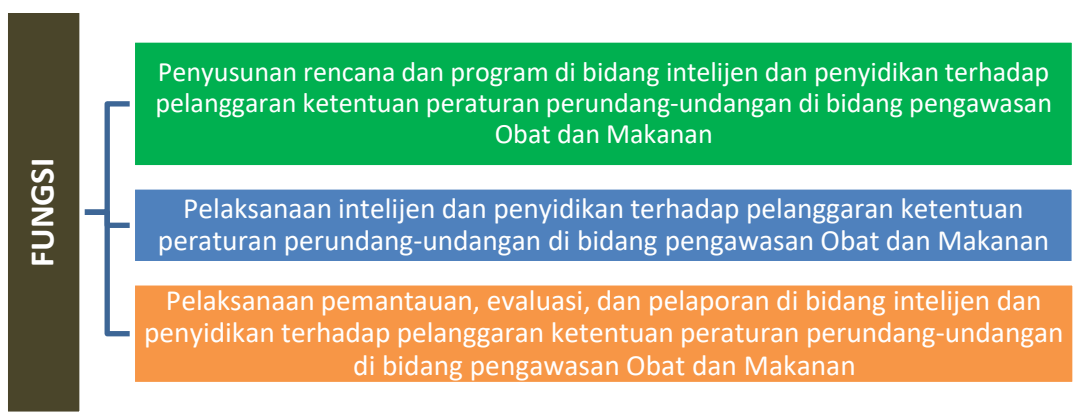 FUNGSI
Penyusunan rencana dan program di bidang intelijen dan penyidikan terhadap
pelanggaran ketentuan peraturan perundang-undangan di bidang pengawasan
Obat dan Makanan
Pelaksanaan intelijen dan penyidikan terhadap pelanggaran ketentuan
peraturan perundang-undangan di bidang pengawasan Obat dan Makanan
Pelaksanaan pemantauan, evaluasi, dan pelaporan di bidang intelijen dan
penyidikan terhadap pelanggaran ketentuan peraturan perundang-undangan
di bidang pengawasan Obat dan Makanan